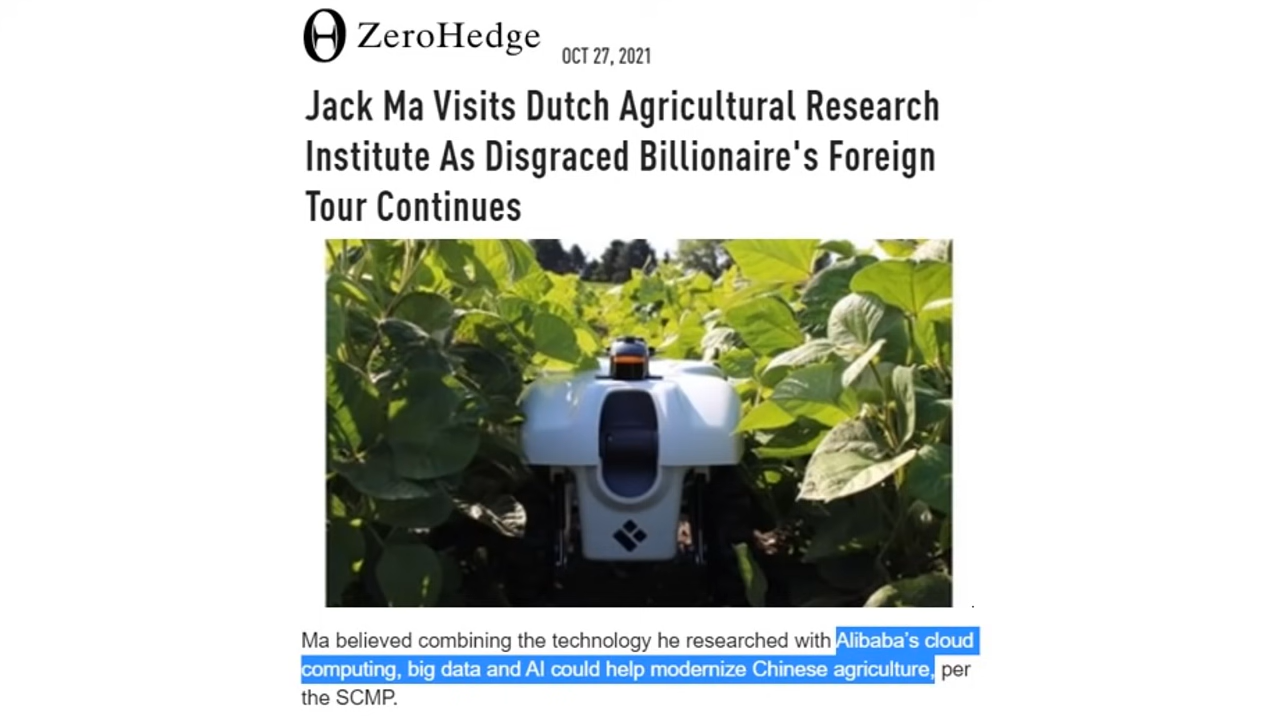 ZeroHedge
OCT 27, 2021
Jack Ma Visits Dutch Agricultural Research
Institute As Disgraced Billionaire's Foreign
Tour Continues
Ma believed combining the technology he researched with Alibaba's cloud
computing, big data and AI could help modernize Chinese agriculture, per
the SCMP.